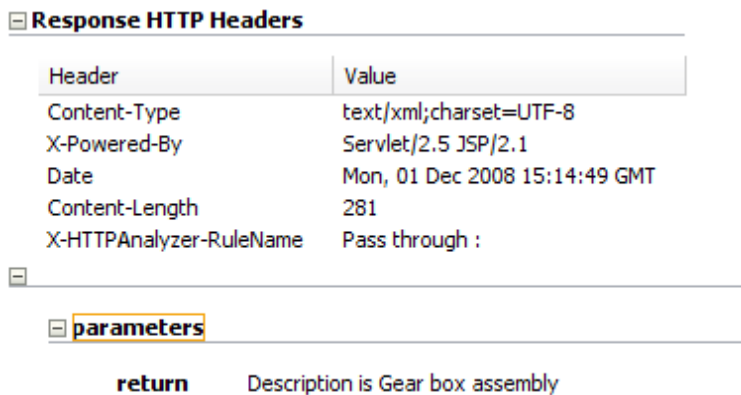 Response HTTP Headers
Header Value
Content-Type text/xml;charset=UTF-8
X-Powered-By Servlet/2.5 JSP/2.1
Date Mon, 01 Dec 2008 15:14:49 GMT
Content-Length 281
X-HTTPAnalyzer-RuleName Pass through :
parameters
return Description is Gear box assembly